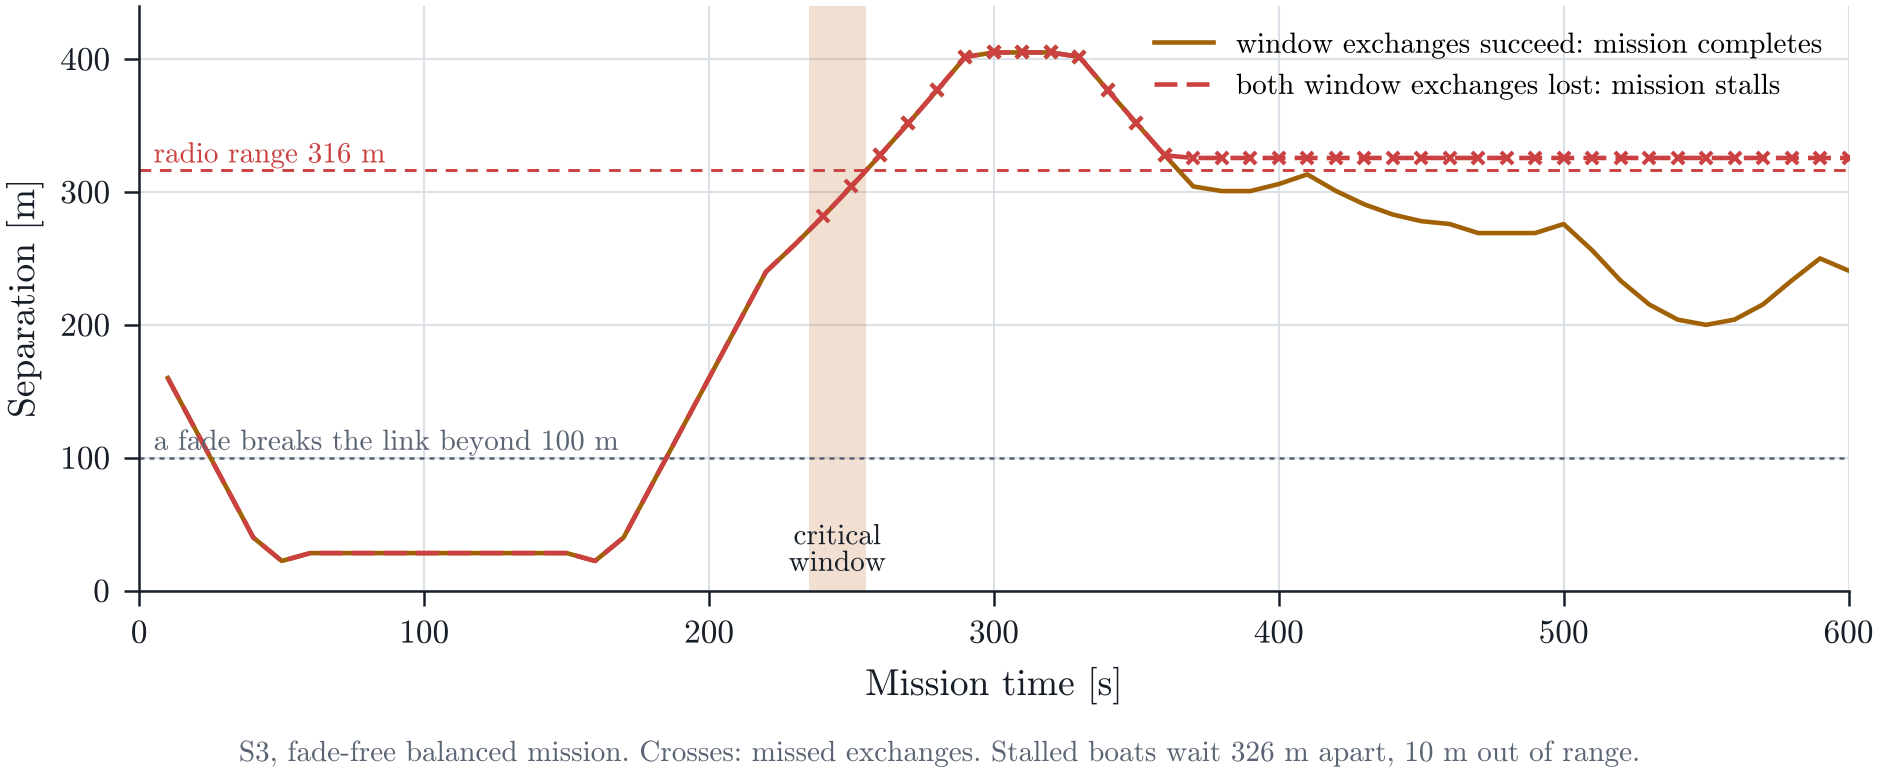 window exchanges succeed: mission completes
both window exchanges lost: mission stalls
radio range 316 m
a fade breaks the link beyond 100 m
critical
window
Separation [m]
400
300
200
100
0
0 100 200 300 400 500 600
Mission time [s]
S3, fade-free balanced mission. Crosses: missed exchanges. Stalled boats wait 326 m apart, 10 m out of range.